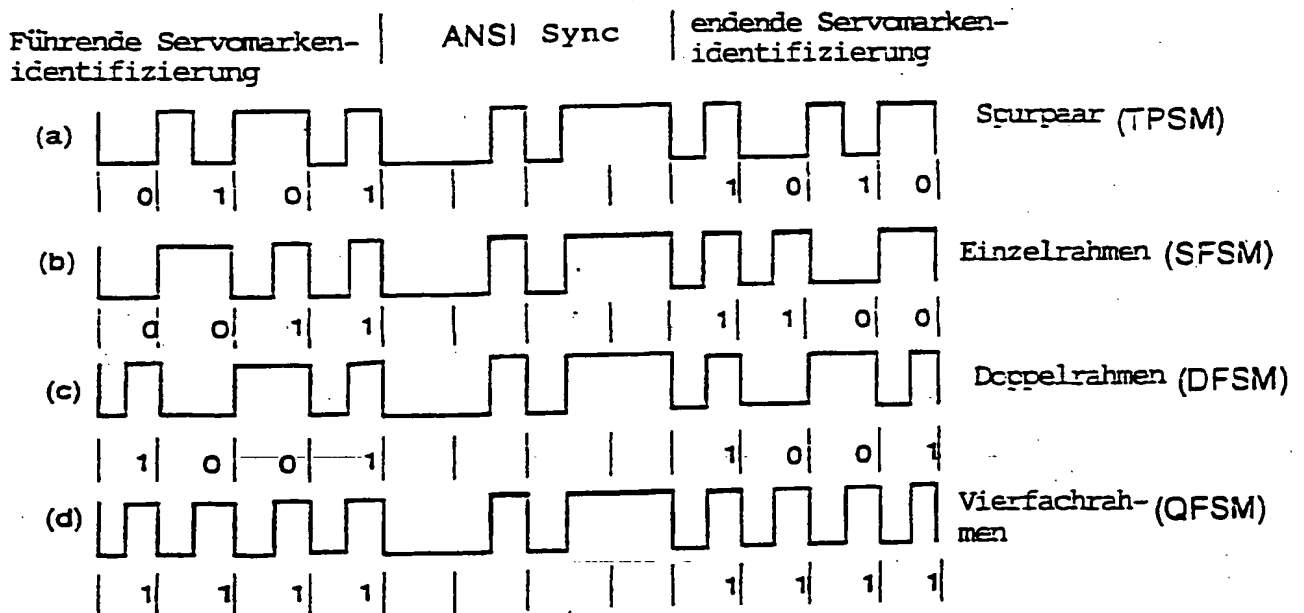 Führende Servomarken-
identifizierung
ANSI Sync
endende Servomarken-
identifizierung
(a)
Spurpaar (TPSM)
0 1 0 1 1 0 1 0
(b)
Einzelrahmen (SFSM)
0 0 1 1 1 1 0 0
(c)
Doppelrahmen (DFSM)
1 0 0 1 1 0 0 1
(d)
Vierfachrah- (QFSM)
men
1 1 1 1 1 1 1 1